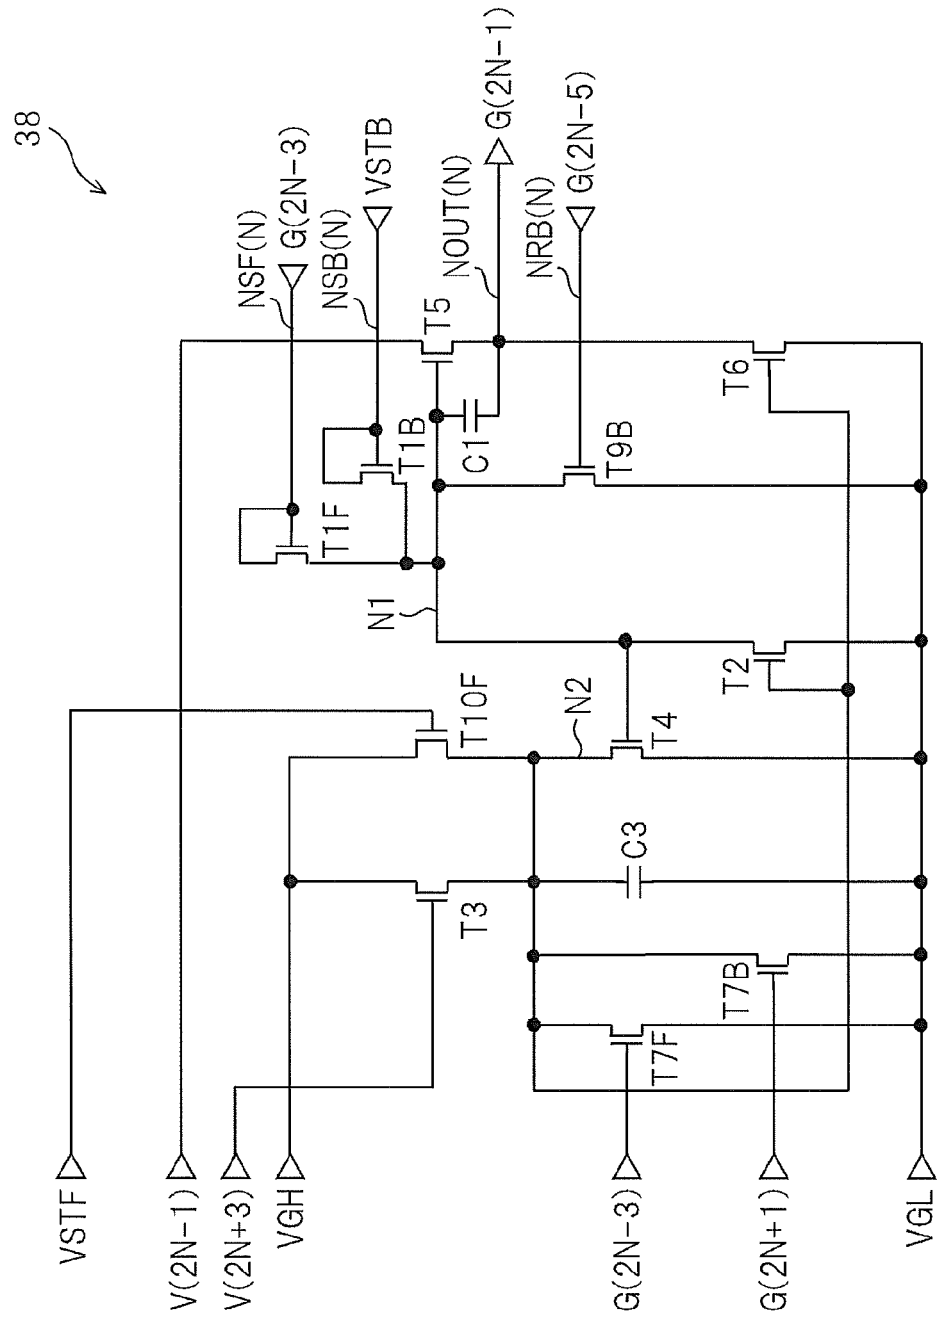 38
NSF(N)
G(2N-3)
NSB(N)
VSTB
NOUT(N)
G(2N-1)
NRB(N)
G(2N-5)
T1F
T1B
T5
C1
T9B
T6
N1
T2
T10F
N2
T4
T3
C3
T7B
T7F
VSTF
V(2N-1)
V(2N+3)
VGH
G(2N-3)
G(2N+1)
VGL